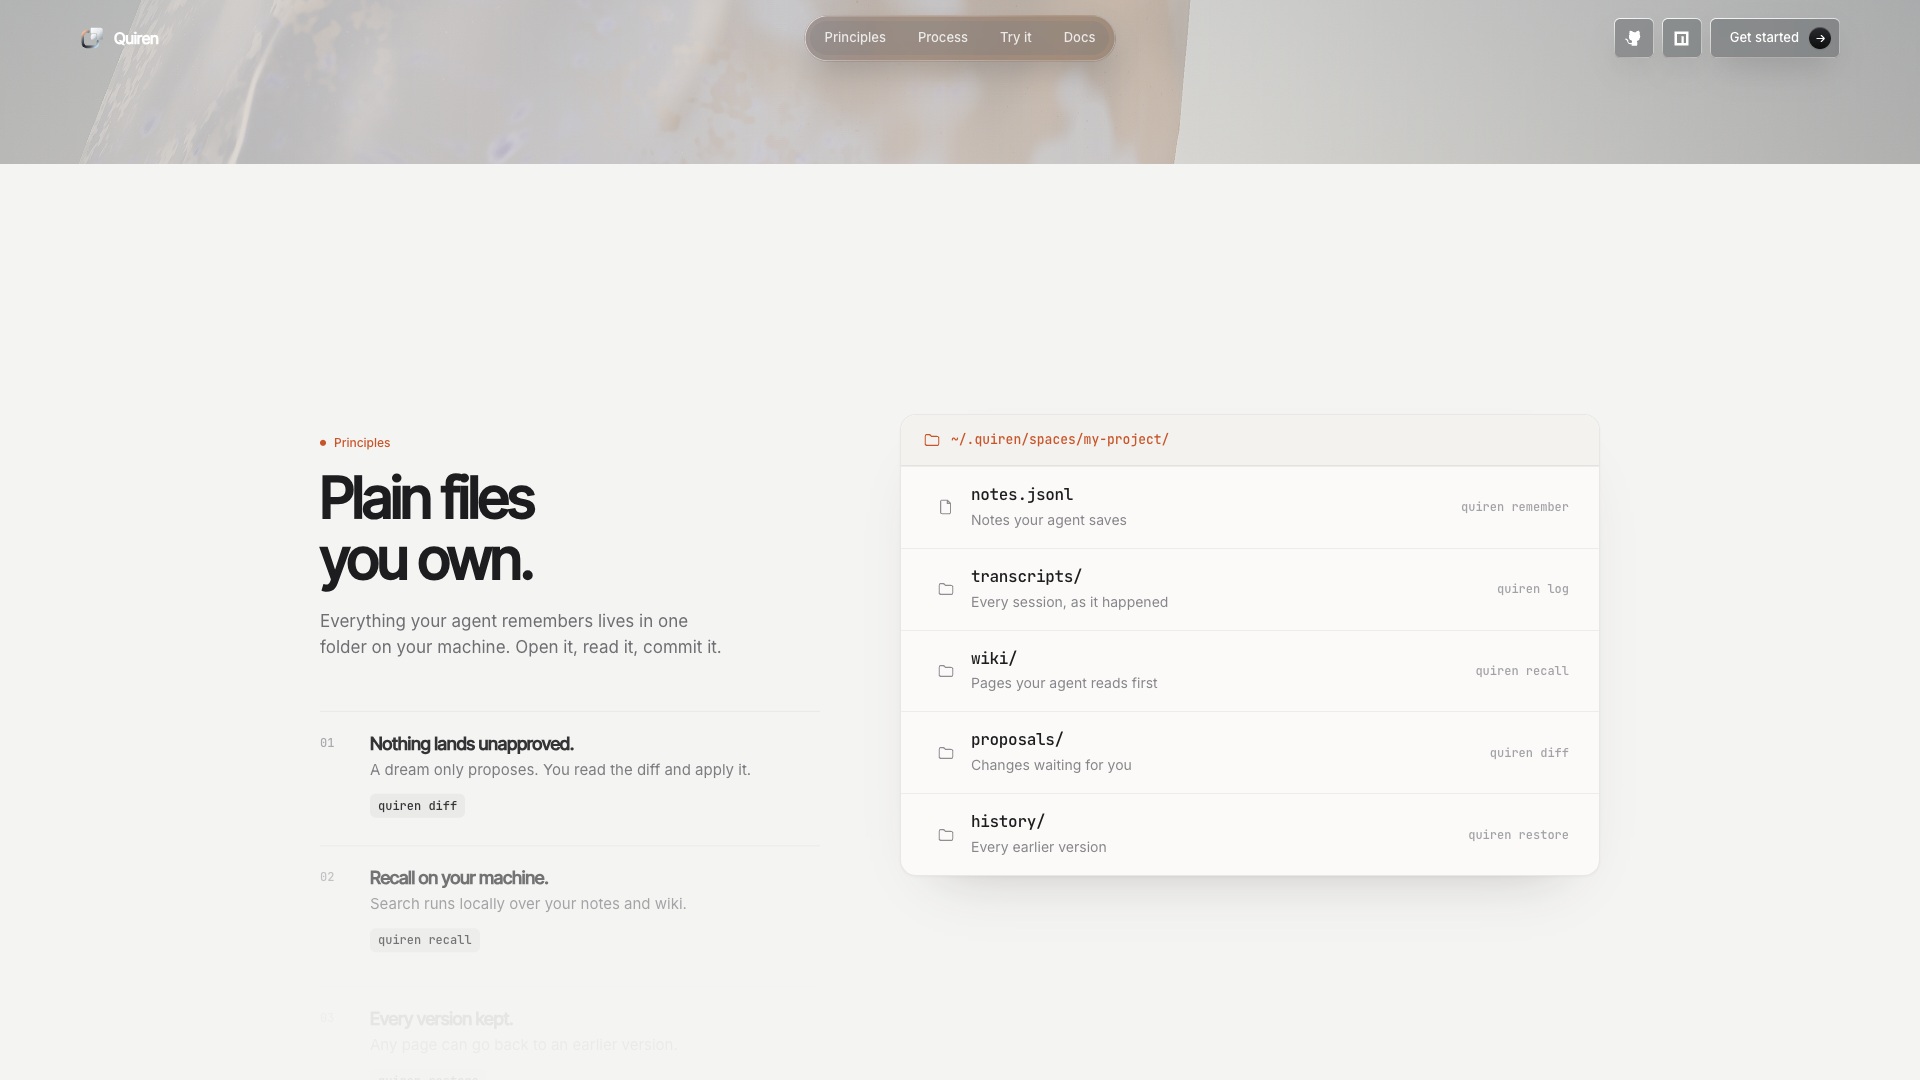 Quiren
Principles
Process
Try it
Docs
Get started
Principles
Plain files
you own.
Everything your agent remembers lives in one
folder on your machine. Open it, read it, commit it.
01
Nothing lands unapproved.
A dream only proposes. You read the diff and apply it.
quiren diff
02
Recall on your machine.
Search runs locally over your notes and wiki.
quiren recall
03
Every version kept.
Any page can go back to an earlier version.
quiren restore
~/.quiren/spaces/my-project/
notes.jsonl
Notes your agent saves
quiren remember
transcripts/
Every session, as it happened
quiren log
wiki/
Pages your agent reads first
quiren recall
proposals/
Changes waiting for you
quiren diff
history/
Every earlier version
quiren restore